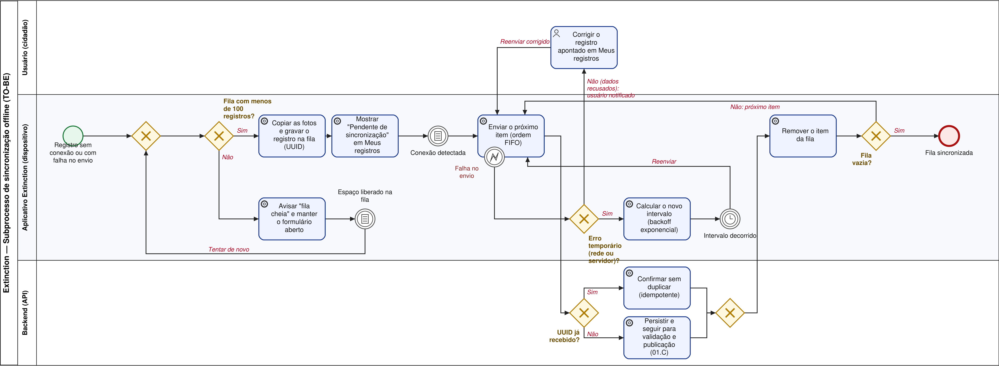 Extinction — Subprocesso de sincronização offline (TO-BE)
Usuário (cidadão)
Corrigir o
registro
apontado em Meus
registros
Reenviar corrigido
Não (dados
recusados):
usuário notificado
Aplicativo Extinction (dispositivo)
Registro sem
conexão ou com
falha no envio
Fila com menos
de 100
registros?
Sim
Não
Copiar as fotos
e gravar o
registro na fila
(UUID)
Mostrar
"Pendente de
sincronização"
em Meus
registros
Conexão detectada
Enviar o próximo
item (ordem
FIFO)
Falha no
envio
Não: próximo item
Remover o item
da fila
Fila
vazia?
Sim
Fila sincronizada
Reenviar
Avisar "fila
cheia" e manter
o formulário
aberto
Espaço liberado na
fila
Tentar de novo
Sim
Erro
temporário
(rede ou
servidor)?
Calcular o novo
intervalo
(backoff
exponencial)
Intervalo decorrido
Backend (API)
UUID já
recebido?
Sim
Não
Confirmar sem
duplicar
(idempotente)
Persistir e
seguir para
validação e
publicação
(01.C)